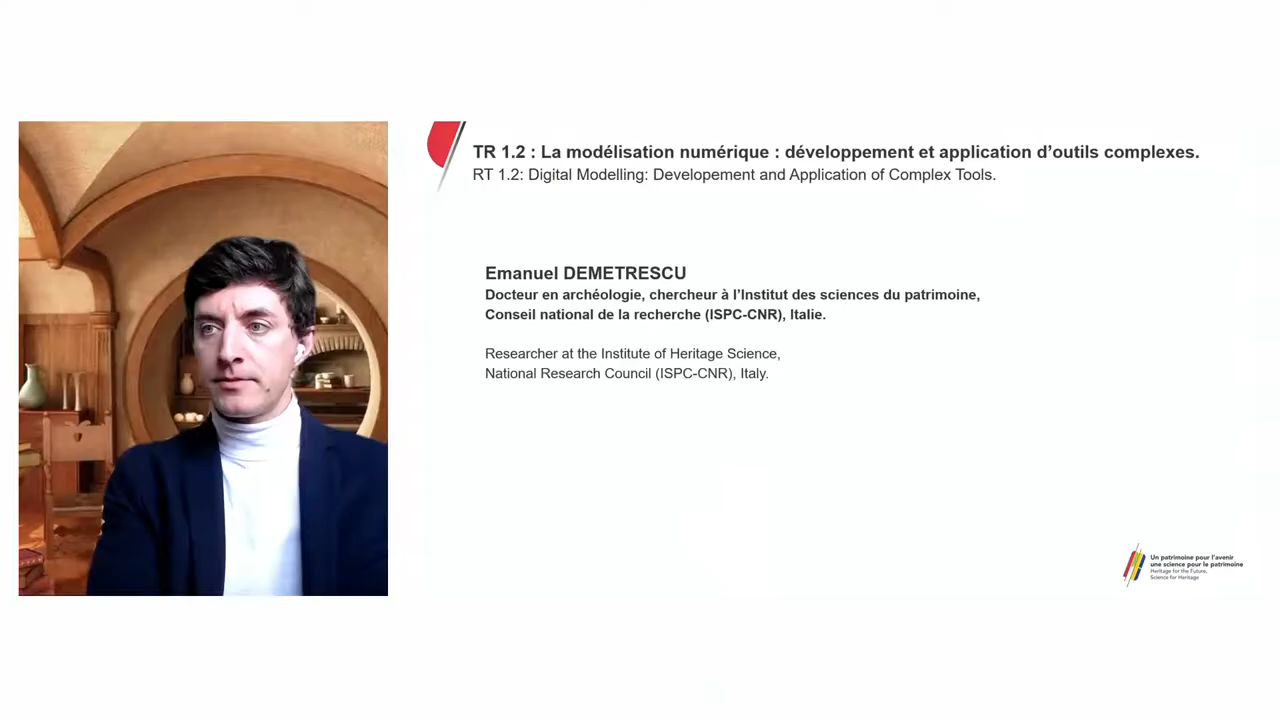 TR 1.2 : La modélisation numérique : développement et application d’outils complexes.
RT 1.2: Digital Modelling: Developement and Application of Complex Tools.
Emanuel DEMETRESCU
Docteur en archéologie, chercheur à l’Institut des sciences du patrimoine,
Conseil national de la recherche (ISPC-CNR), Italie.
Researcher at the Institute of Heritage Science,
National Research Council (ISPC-CNR), Italy.
Un patrimoine pour l’avenir
une science pour le patrimoine
Heritage for the Future,
Science for Heritage